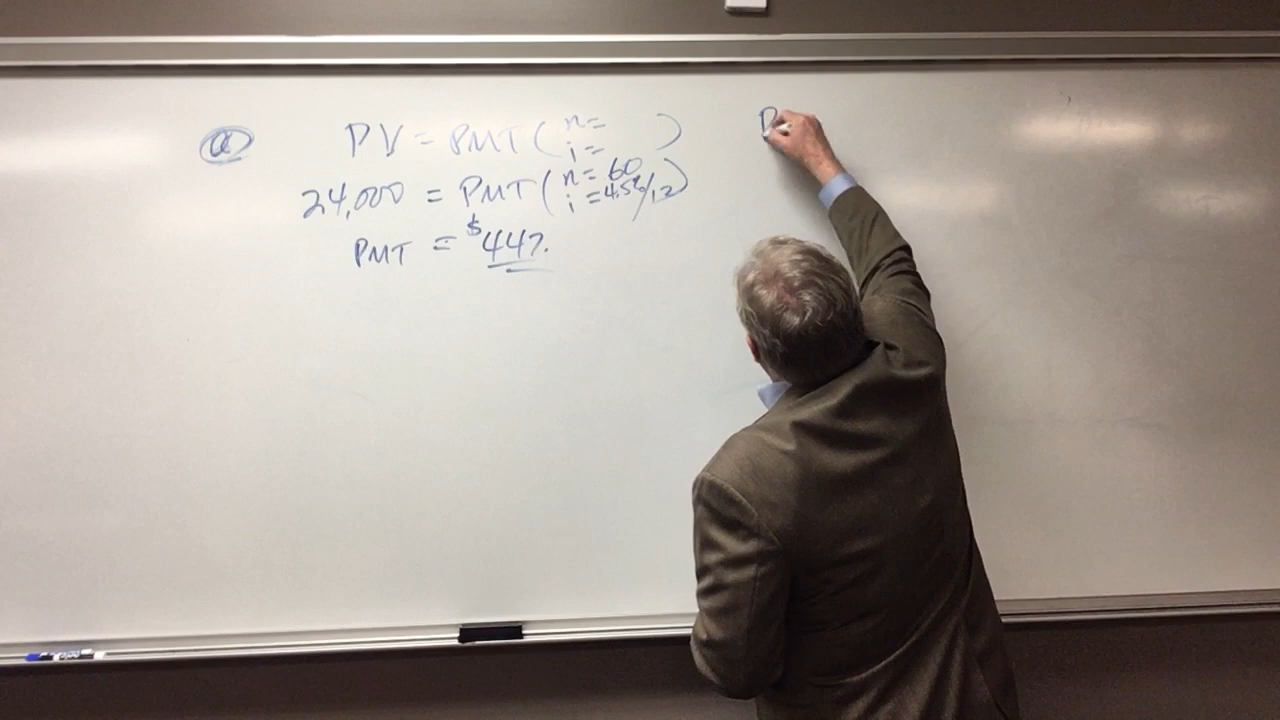 a PV = PMT ( n= i= )
24,000 = PMT ( n= 60 i = 4.5%/12 )
PMT = $447.
P